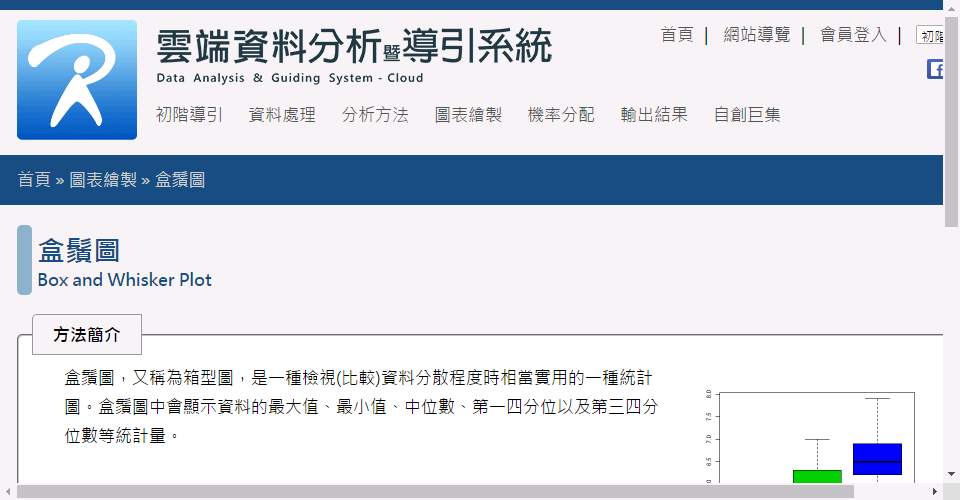 雲端資料分析暨導引系統
Data Analysis & Guiding System - Cloud
首頁 | 網站導覽 | 會員登入 |
初階導引 資料處理 分析方法 圖表繪製 機率分配 輸出結果 自創巨集
首頁 » 圖表繪製 » 盒鬚圖
盒鬚圖
Box and Whisker Plot
方法簡介
盒鬚圖，又稱為箱型圖，是一種檢視(比較)資料分散程度時相當實用的一種統計
圖。盒鬚圖中會顯示資料的最大值、最小值、中位數、第一四分位以及第三四分
位數等統計量。
8.0
7.5
7.0
6.5